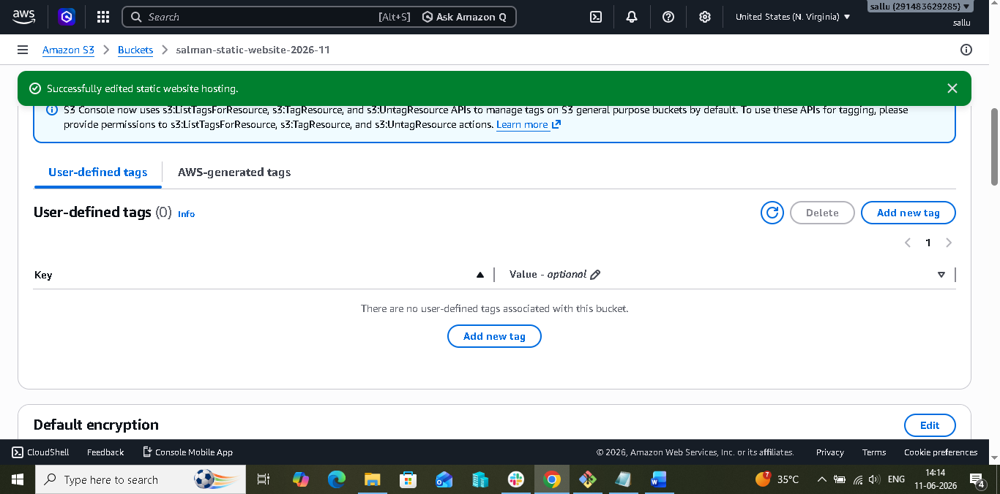 aws
Search
[Alt+S]
Ask Amazon Q
United States (N. Virginia) ▼
sallu (291483629285) ▼
sallu
Amazon S3 > Buckets > salman-static-website-2026-11
Successfully edited static website hosting.
S3 Console now uses s3:ListTagsForResource, s3:TagResource, and s3:UntagResource APIs to manage tags on S3 general purpose buckets by default. To use these APIs for tagging, please
provide permissions to s3:ListTagsForResource, s3:TagResource, and s3:UntagResource actions. Learn more
User-defined tags
AWS-generated tags
User-defined tags (0) Info
Delete
Add new tag
1
Key
Value - optional
There are no user-defined tags associated with this bucket.
Add new tag
Default encryption
Edit
CloudShell Feedback Console Mobile App
© 2026, Amazon Web Services, Inc. or its affiliates.
Privacy Terms Cookie preferences
Type here to search
7
35°C
ENG
14:14
11-06-2026
4